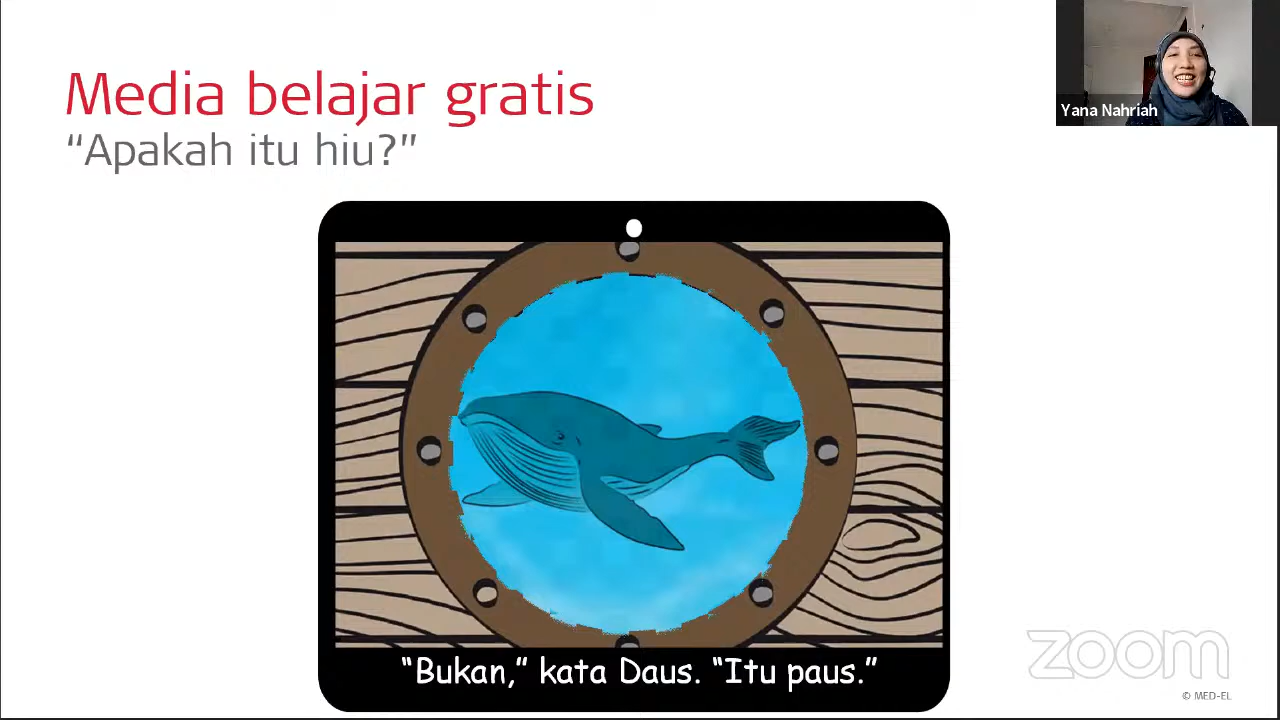 Media belajar gratis
“Apakah itu hiu?”
Yana Nahriah
“Bukan,” kata Daus. “Itu paus.”
zoom
© MED-EL